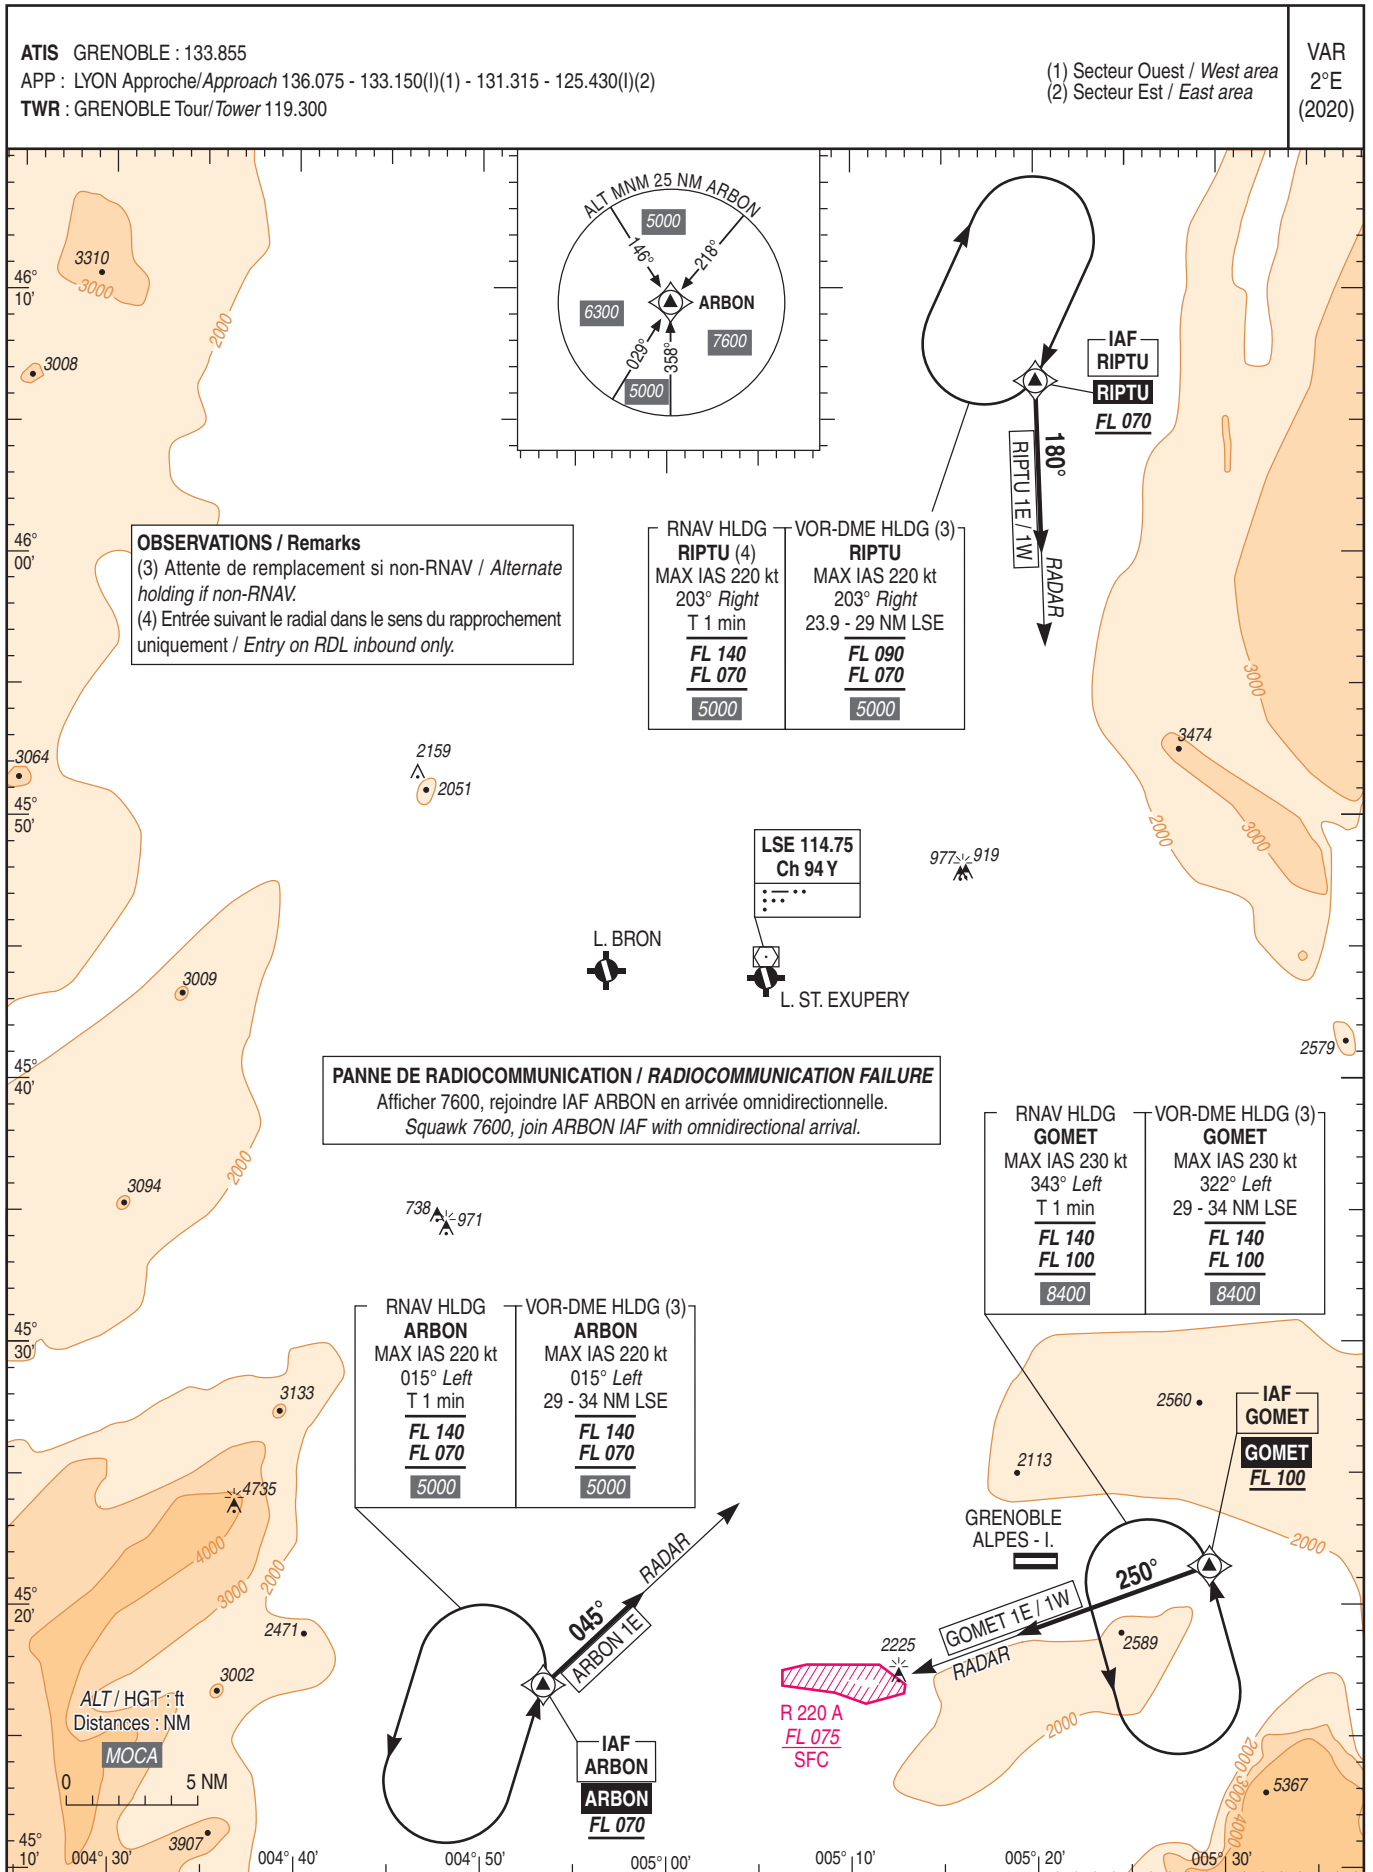 ATIS GRENOBLE : 133.855
APP : LYON Approche/Approach 136.075 - 133.150(I)(1) - 131.315 - 125.430(I)(2)
TWR : GRENOBLE Tour/Tower 119.300
(1) Secteur Ouest / West area
(2) Secteur Est / East area
VAR
2°E
(2020)
ALT MNM 25 NM ARBON
5000
146°
218°
ARBON
6300
7600
029°
358°
5000
3310
3000
2000
46°
10'
3008
IAF
RIPTU
RIPTU
FL 070
180°
RIPTU 1E / 1W
RADAR
46°
00'
OBSERVATIONS / Remarks
(3) Attente de remplacement si non-RNAV / Alternate
holding if non-RNAV.
(4) Entrée suivant le radial dans le sens du rapprochement
uniquement / Entry on RDL inbound only.
RNAV HLDG
RIPTU (4)
MAX IAS 220 kt
203° Right
T 1 min
FL 140
FL 070
5000
VOR-DME HLDG (3)
RIPTU
MAX IAS 220 kt
203° Right
23.9 - 29 NM LSE
FL 090
FL 070
5000
3000
3474
2000
3000
3064
2159
2051
45°
50'
LSE 114.75
Ch 94 Y
977
919
L. BRON
L. ST. EXUPERY
3009
2579
45°
40'
PANNE DE RADIOCOMMUNICATION / RADIOCOMMUNICATION FAILURE
Afficher 7600, rejoindre IAF ARBON en arrivée omnidirectionnelle.
Squawk 7600, join ARBON IAF with omnidirectional arrival.
2000
3094
738
971
RNAV HLDG
GOMET
MAX IAS 230 kt
343° Left
T 1 min
FL 140
FL 100
8400
VOR-DME HLDG (3)
GOMET
MAX IAS 230 kt
322° Left
29 - 34 NM LSE
FL 140
FL 100
8400
45°
30'
RNAV HLDG
ARBON
MAX IAS 220 kt
015° Left
T 1 min
FL 140
FL 070
5000
VOR-DME HLDG (3)
ARBON
MAX IAS 220 kt
015° Left
29 - 34 NM LSE
FL 140
FL 070
5000
3133
2560
IAF
GOMET
GOMET
FL 100
2113
4735
GRENOBLE
ALPES - I.
2000
4000
3000
2000
RADAR
045°
ARBON 1E
250°
GOMET 1E / 1W
RADAR
45°
20'
2471
2225
2589
3002
2000
ALT / HGT : ft
Distances : NM
MOCA
0
5 NM
R 220 A
FL 075
SFC
IAF
ARBON
ARBON
FL 070
2000
3000
4000
5367
3907
45°
10'
004° 30'
004° 40'
004° 50'
005° 00'
005° 10'
005° 20'
005° 30'